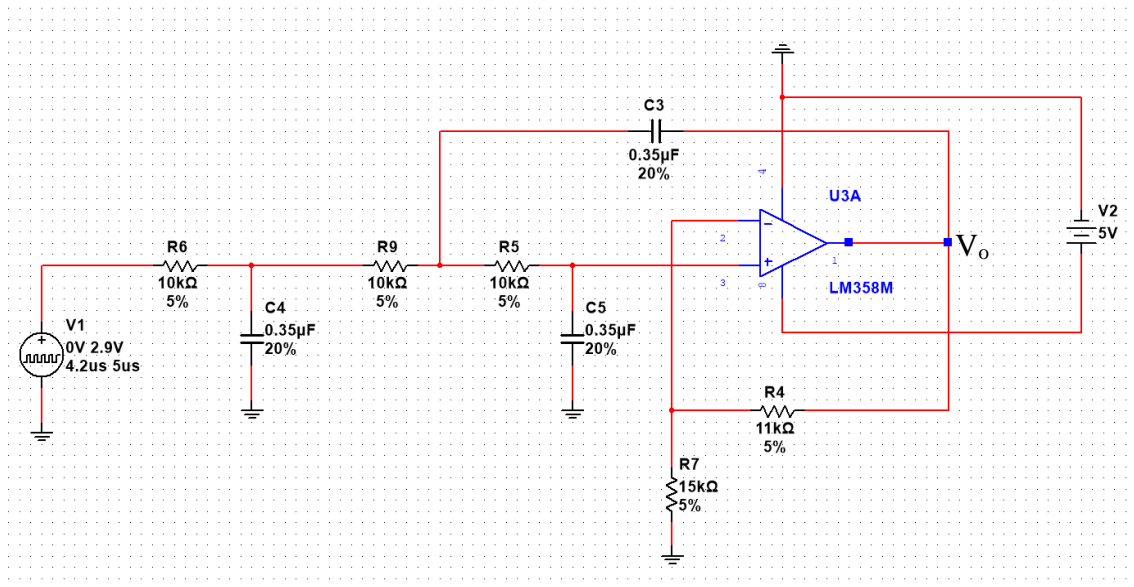 C3
0.35µF
20%
4
U3A
V2
5V
2
3
8
1
Vo
LM358M
R6
10kΩ
5%
R9
10kΩ
5%
R5
10kΩ
5%
C4
0.35µF
20%
C5
0.35µF
20%
V1
0V 2.9V
4.2us 5us
R4
11kΩ
5%
R7
15kΩ
5%